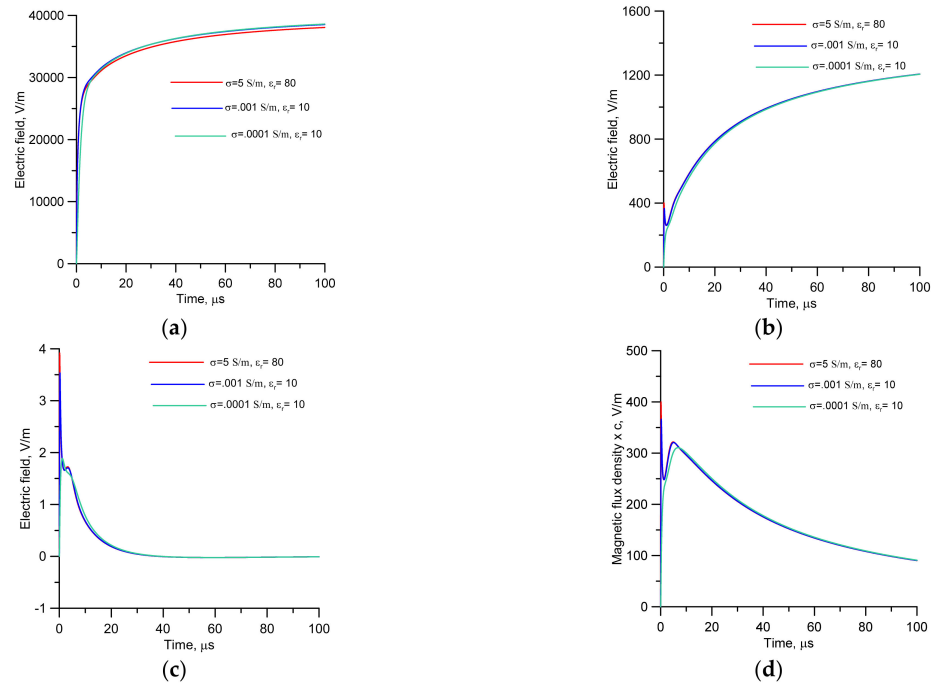 40000
30000
20000
10000
0
Electric field, V/m
σ=5 S/m, εr= 80
σ=.001 S/m, εr= 10
σ=.0001 S/m, εr= 10
0 20 40 60 80 100
Time, μs
(a)
1600
1200
800
400
0
Electric field, V/m
σ=5 S/m, εr= 80
σ=.001 S/m, εr= 10
σ=.0001 S/m, εr= 10
0 20 40 60 80 100
Time, μs
(b)
4
3
2
1
0
-1
Electric field, V/m
σ=5 S/m, εr= 80
σ=.001 S/m, εr= 10
σ=.0001 S/m, εr= 10
0 20 40 60 80 100
Time, μs
(c)
500
400
300
200
100
0
Magnetic flux density x c, V/m
σ=5 S/m, εr= 80
σ=.001 S/m, εr= 10
σ=.0001 S/m, εr= 10
0 20 40 60 80 100
Time, μs
(d)